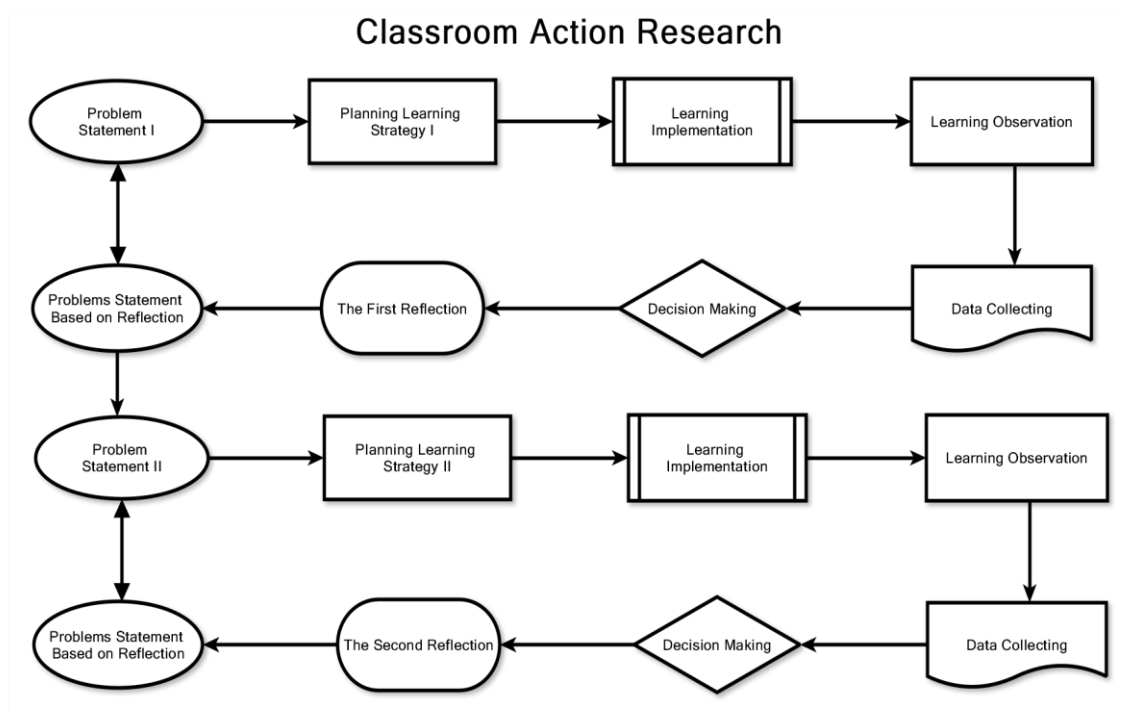 Classroom Action Research
Problem
Statement I
Planning Learning
Strategy I
Learning
Implementation
Learning Observation
Problems Statement
Based on Reflection
The First Reflection
Decision Making
Data Collecting
Problem
Statement II
Planning Learning
Strategy II
Learning
Implementation
Learning Observation
Problems Statement
Based on Reflection
The Second Reflection
Decision Making
Data Collecting